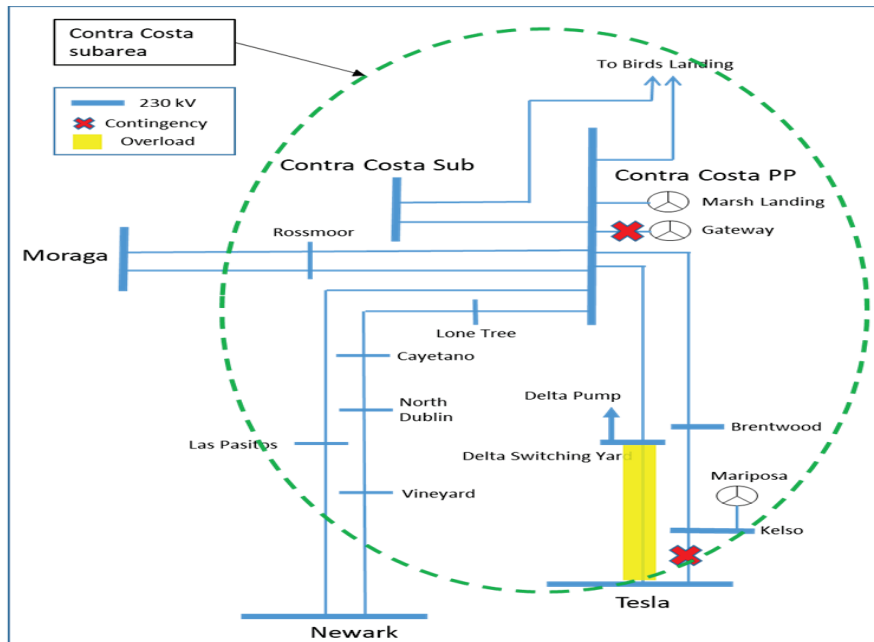 Contra Costa
subarea
To Birds Landing
230 kV
Contingency
Overload
Contra Costa Sub
Contra Costa PP
Marsh Landing
Rossmoor
Gateway
Moraga
Lone Tree
Cayetano
Delta Pump
North
Dublin
Brentwood
Las Pasitos
Delta Switching Yard
Mariposa
Vineyard
Kelso
Tesla
Newark